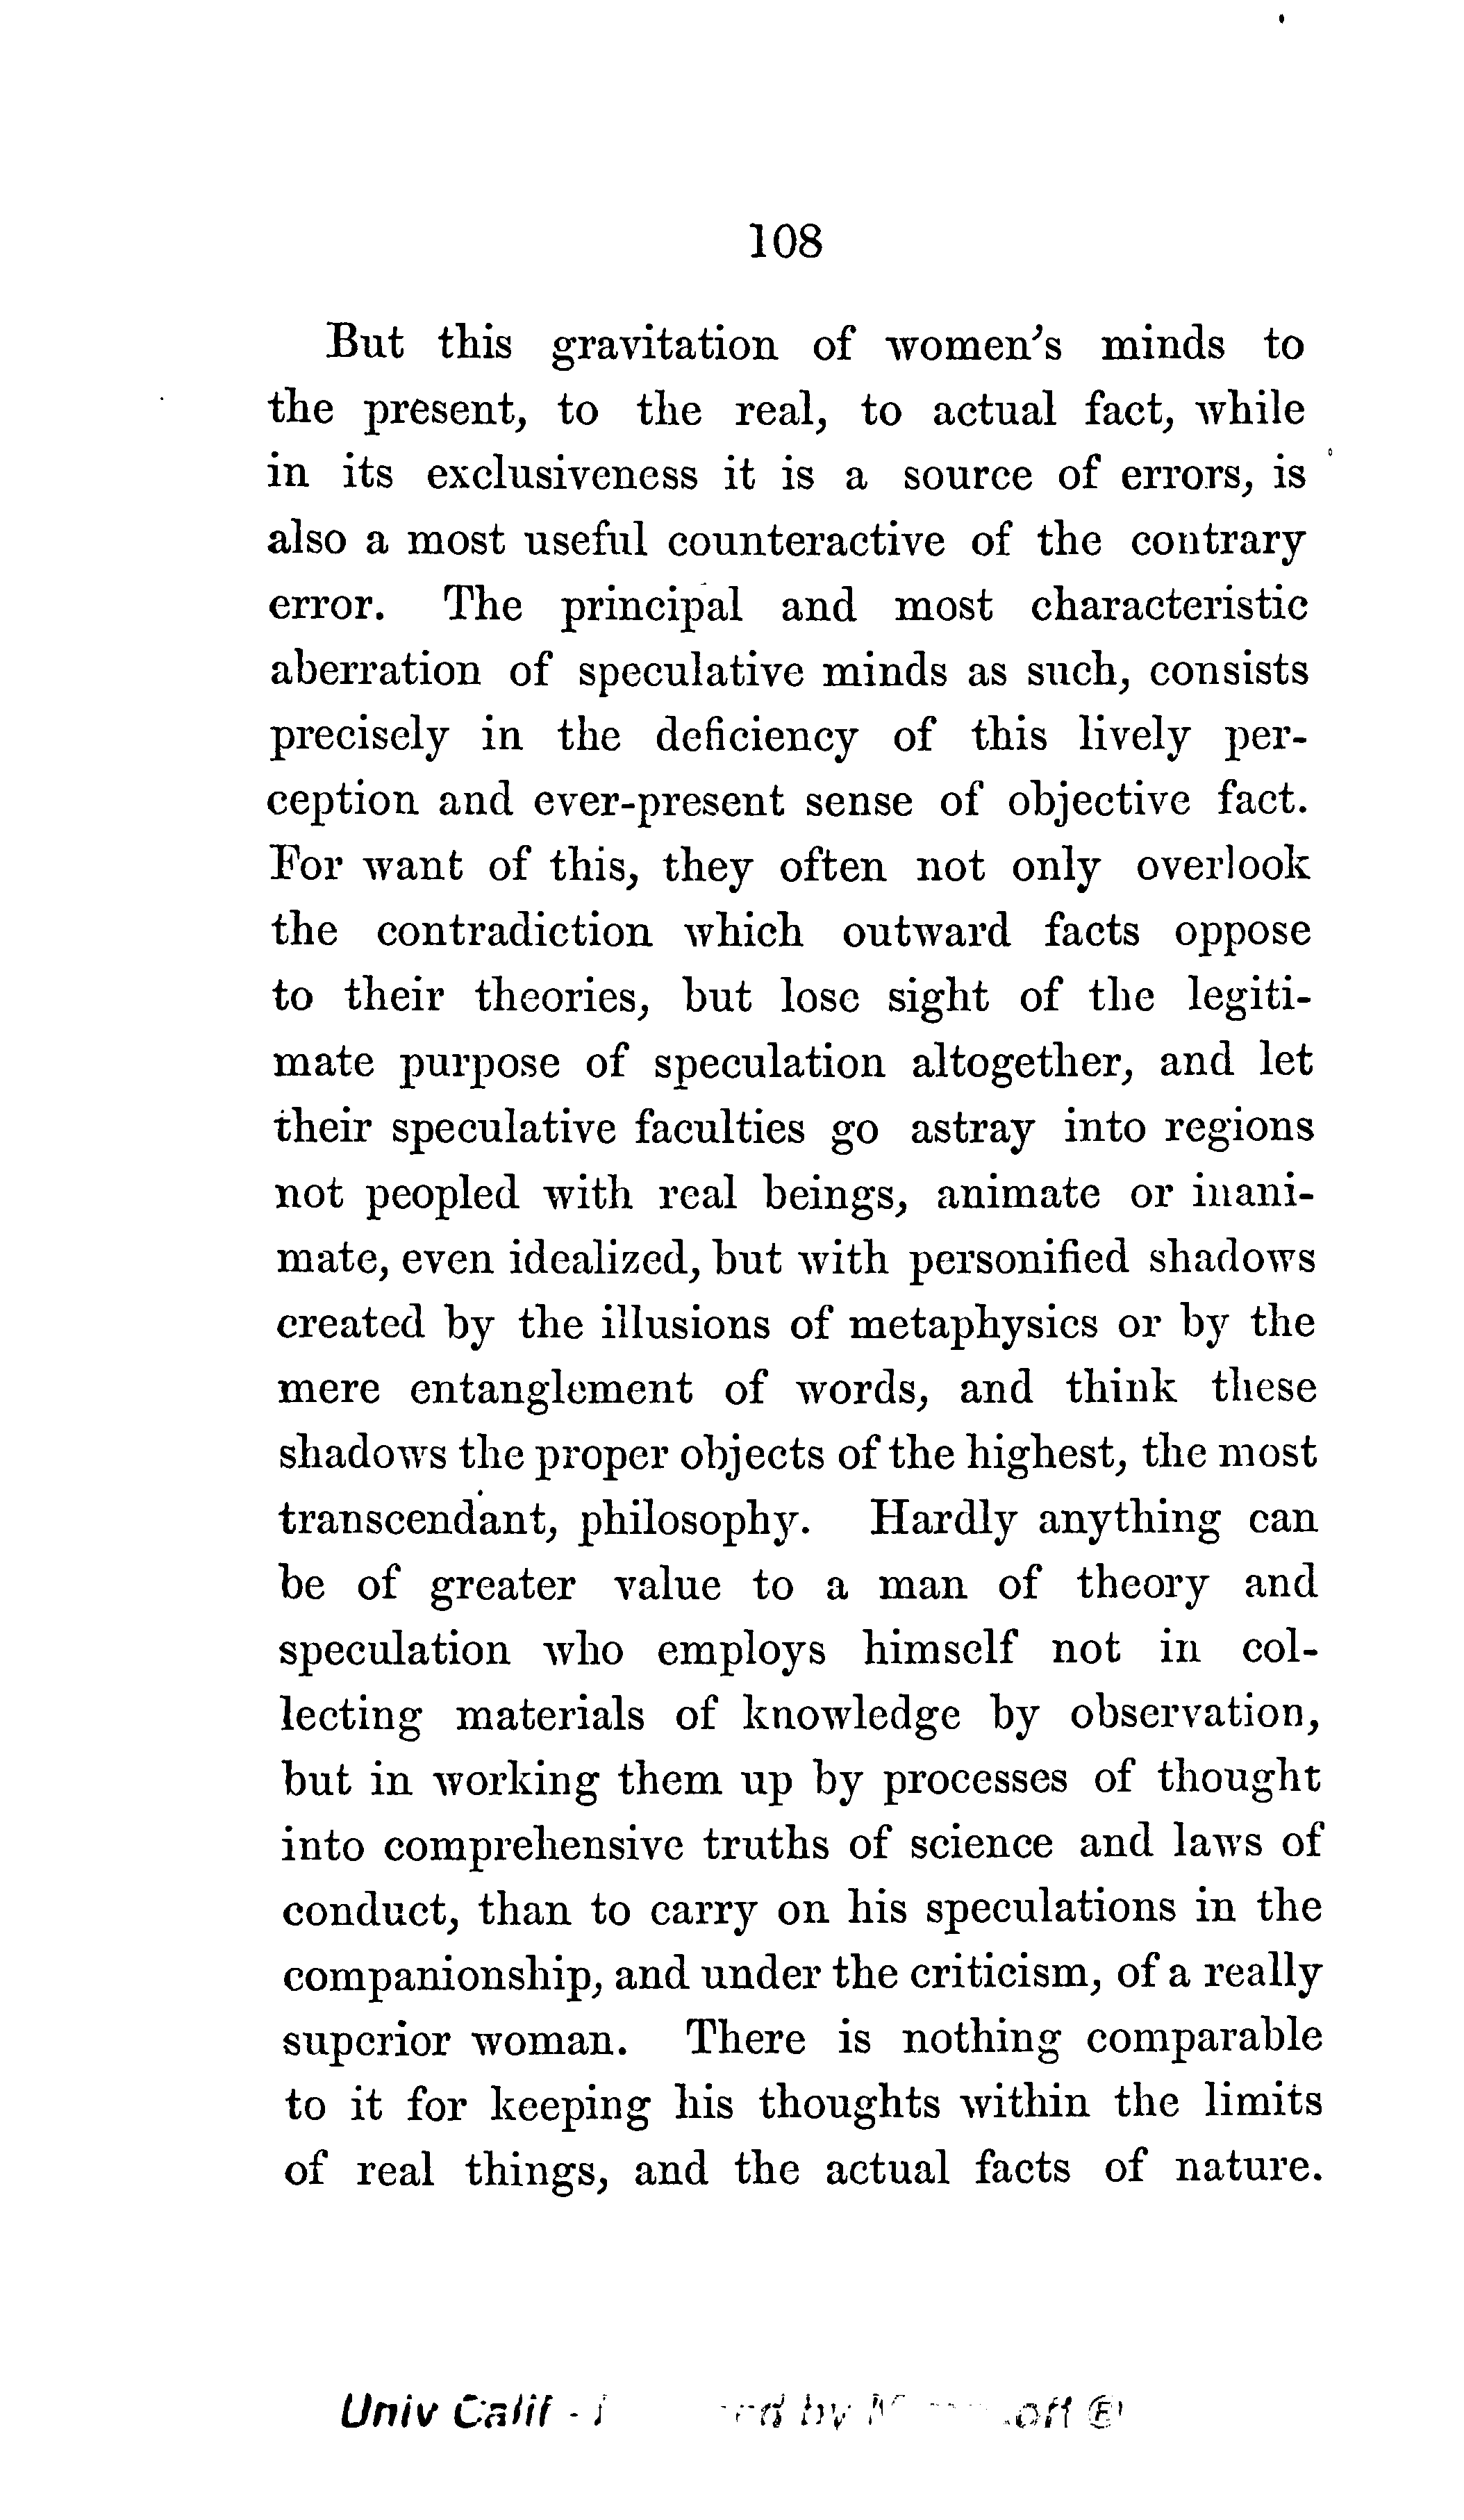 108
But this gravitation of women's minds to
the present, to the real, to actual fact, while
in its exclusiveness it is a source of errors, is
also a most useful counteractive of the contrary
error. The principal and most characteristic
aberration of speculative minds as such, consists
precisely in the deficiency of this lively per-
ception and ever-present sense of objective fact.
For want of this, they often not only overlook
the contradiction which outward facts oppose
to their theories, but lose sight of the legiti-
mate purpose of speculation altogether, and let
their speculative faculties go astray into regions
not peopled with real beings, animate or inani-
mate, even idealized, but with personified shadows
created by the illusions of metaphysics or by the
mere entanglement of words, and think these
shadows the proper objects of the highest, the most
transcendant, philosophy. Hardly anything can
be of greater value to a man of theory and
speculation who employs himself not in col-
lecting materials of knowledge by observation,
but in working them up by processes of thought
into comprehensive truths of science and laws of
conduct, than to carry on his speculations in the
companionship, and under the criticism, of a really
superior woman. There is nothing comparable
to it for keeping his thoughts within the limits
of real things, and the actual facts of nature.
Univ Calif - by ®